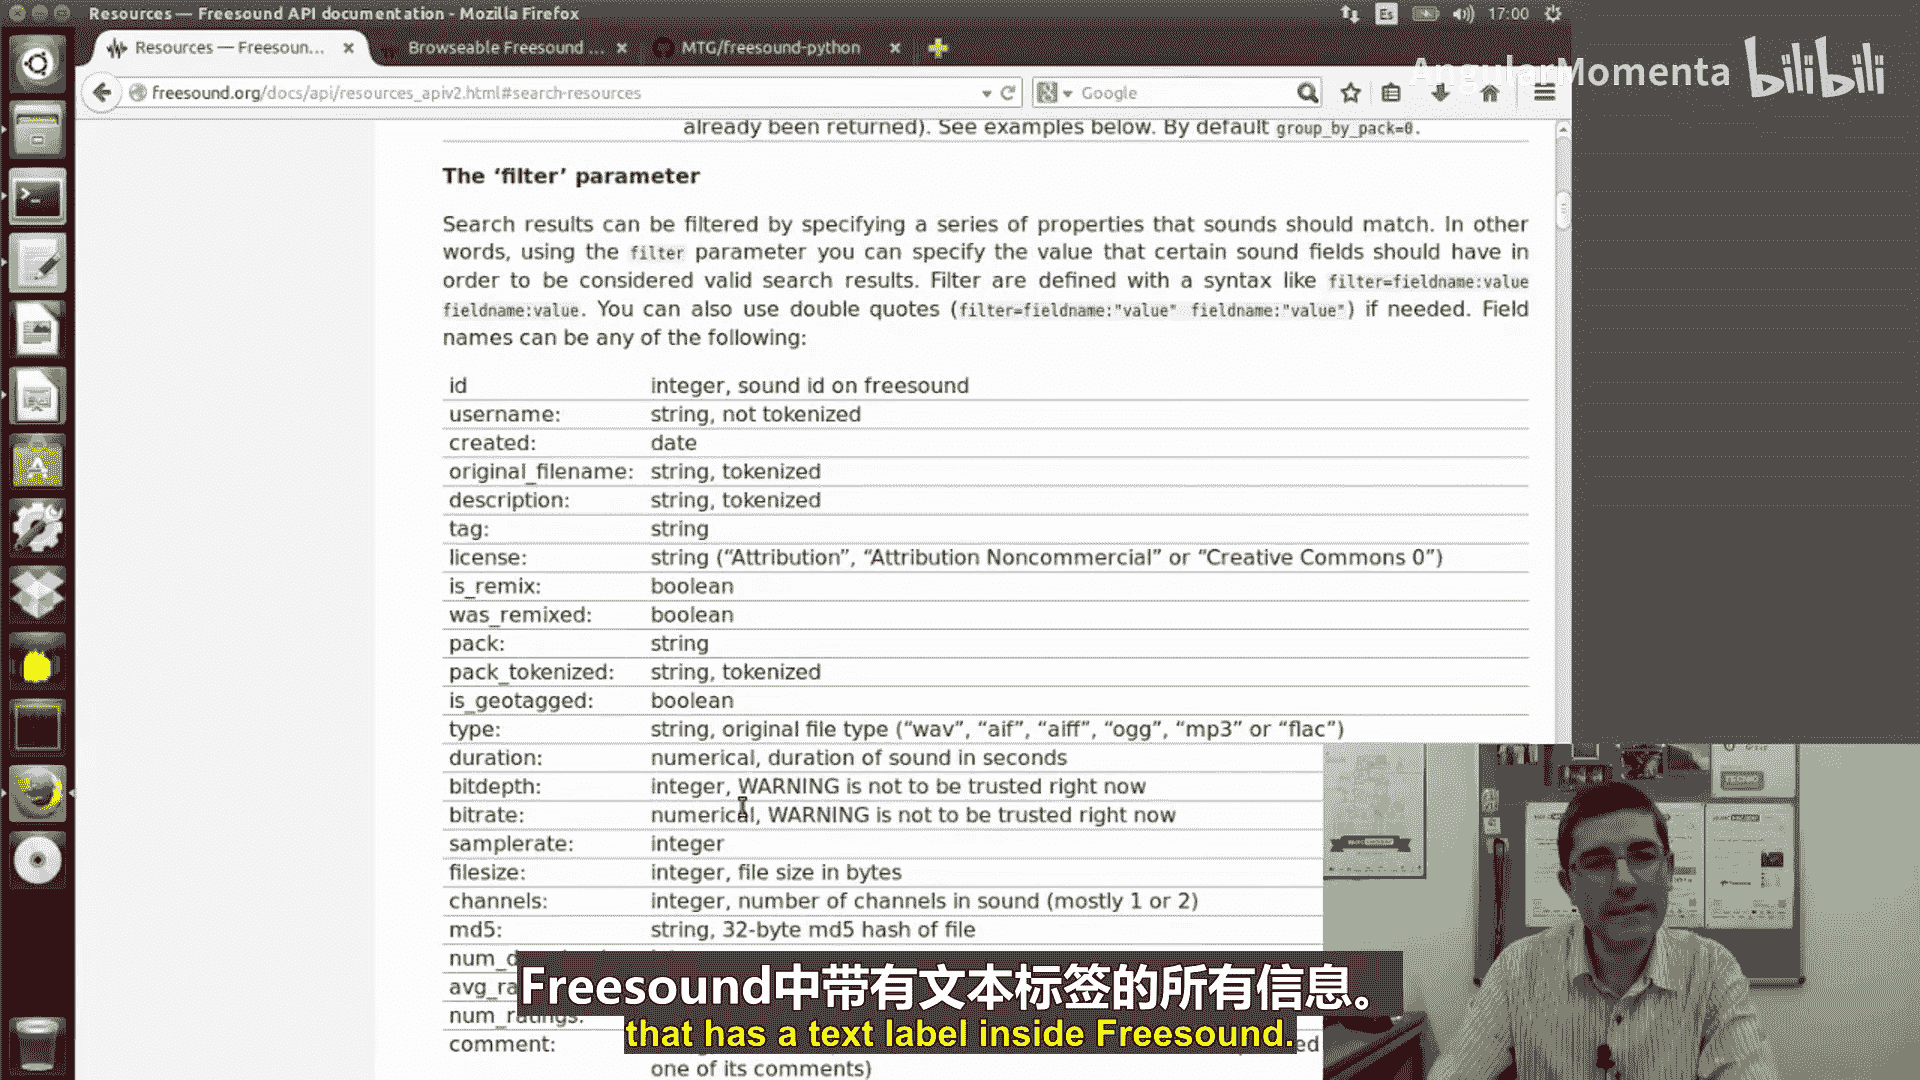 Resources — Freesound API documentation - Mozilla Firefox
Es
17:00
Resources — Freesoun...
Browseable Freesound ...
MTG/freesound-python
AngularMomenta bilibili
freesound.org/docs/api/resources_apiv2.html#search-resources
Google
already been returned). See examples below. By default group_by_pack=0.
The ‘filter’ parameter
Search results can be filtered by specifying a series of properties that sounds should match. In other
words, using the filter parameter you can specify the value that certain sound fields should have in
order to be considered valid search results. Filter are defined with a syntax like filter=fieldname:value
fieldname:value. You can also use double quotes (filter=fieldname:"value" fieldname:"value") if needed. Field
names can be any of the following:
id integer, sound id on freesound
username: string, not tokenized
created: date
original_filename: string, tokenized
description: string, tokenized
tag: string
license: string (“Attribution”, “Attribution Noncommercial” or “Creative Commons 0”)
is_remix: boolean
was_remixed: boolean
pack: string
pack_tokenized: string, tokenized
is_geotagged: boolean
type: string, original file type (“wav”, “aif”, “aiff”, “ogg”, “mp3” or “flac”)
duration: numerical, duration of sound in seconds
bitdepth: integer, WARNING is not to be trusted right now
bitrate: numerical, WARNING is not to be trusted right now
samplerate: integer
filesize: integer, file size in bytes
channels: integer, number of channels in sound (mostly 1 or 2)
md5: string, 32-byte md5 hash of file
Freesound中带有文本标签的所有信息。
num_ratings:
that has a text label inside Freesound.
comment:
one of its comments)